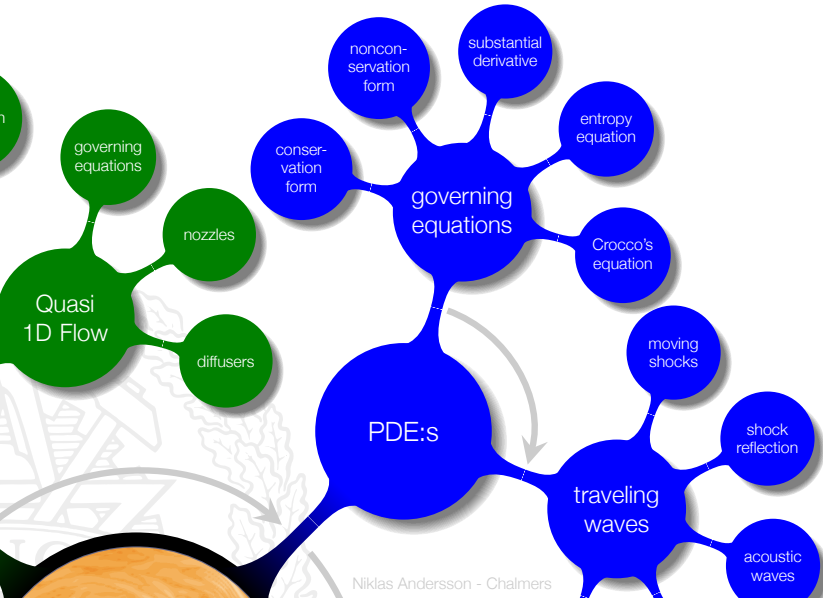 noncon-
servation
form
substantial
derivative
entropy
equation
conser-
vation
form
governing
equations
Crocco's
equation
governing
equations
nozzles
Quasi
1D Flow
diffusers
moving
shocks
PDE:s
shock
reflection
traveling
waves
acoustic
waves
Niklas Andersson - Chalmers